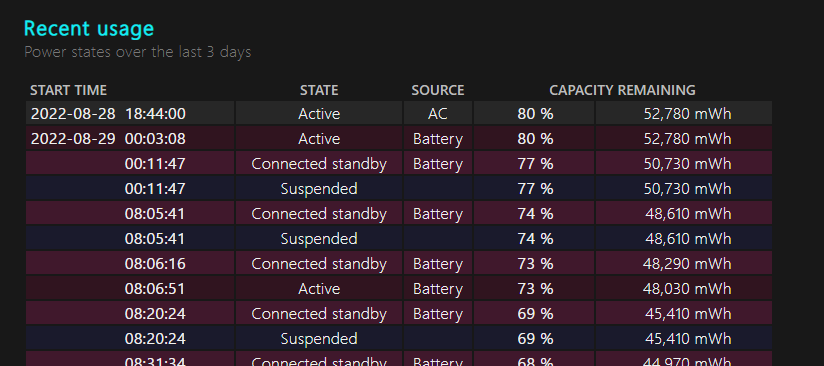 Recent usage
Power states over the last 3 days
START TIME STATE SOURCE CAPACITY REMAINING
2022-08-28 18:44:00 Active AC 80 % 52,780 mWh
2022-08-29 00:03:08 Active Battery 80 % 52,780 mWh
00:11:47 Connected standby Battery 77 % 50,730 mWh
00:11:47 Suspended 77 % 50,730 mWh
08:05:41 Connected standby Battery 74 % 48,610 mWh
08:05:41 Suspended 74 % 48,610 mWh
08:06:16 Connected standby Battery 73 % 48,290 mWh
08:06:51 Active Battery 73 % 48,030 mWh
08:20:24 Connected standby Battery 69 % 45,410 mWh
08:20:24 Suspended 69 % 45,410 mWh
08:31:34 Connected standby Battery 68 % 44,970 mWh